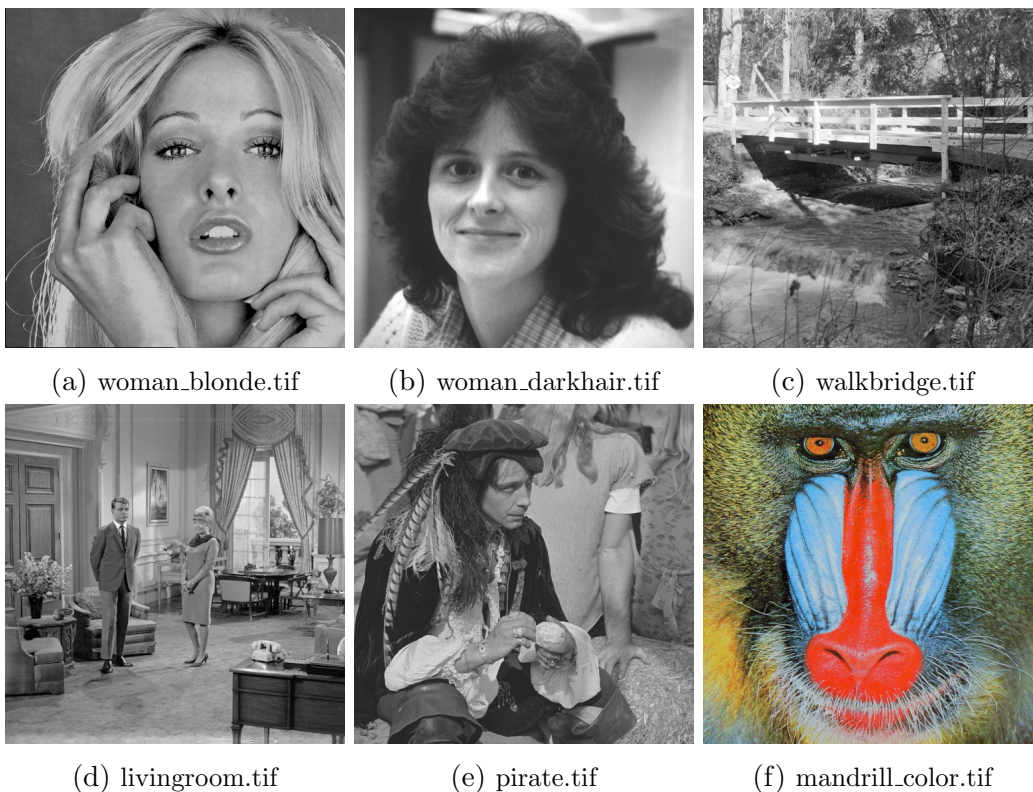 (a) woman_blonde.tif
(b) woman_darkhair.tif
(c) walkbridge.tif
(d) livingroom.tif
(e) pirate.tif
(f) mandrill_color.tif